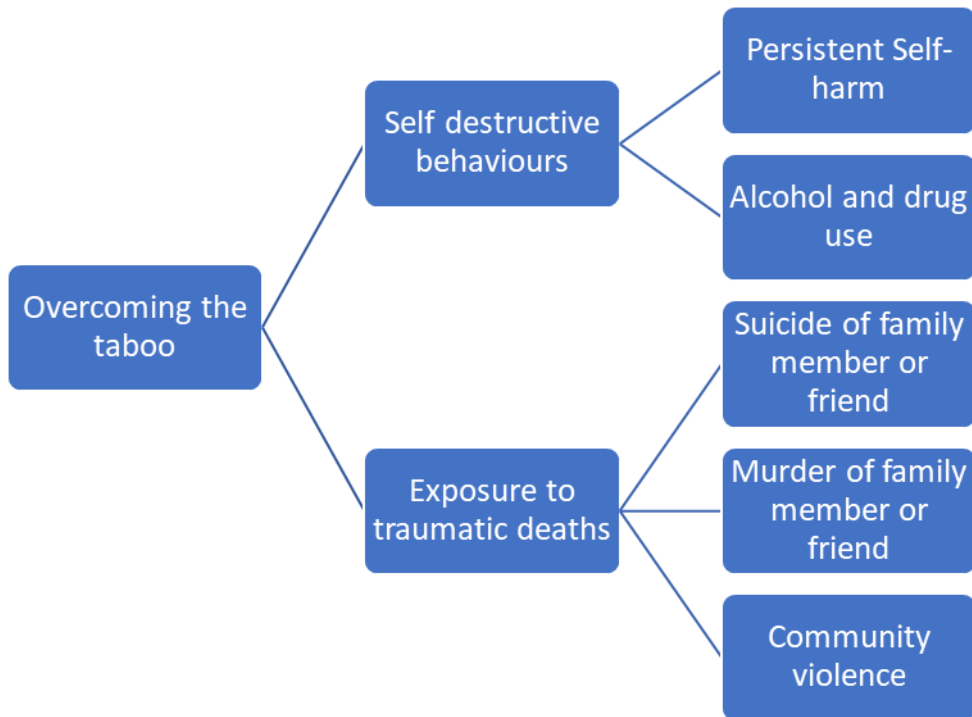 Overcoming the
taboo
Self destructive
behaviours
Persistent Self-
harm
Alcohol and drug
use
Exposure to
traumatic deaths
Suicide of family
member or
friend
Murder of family
member or
friend
Community
violence